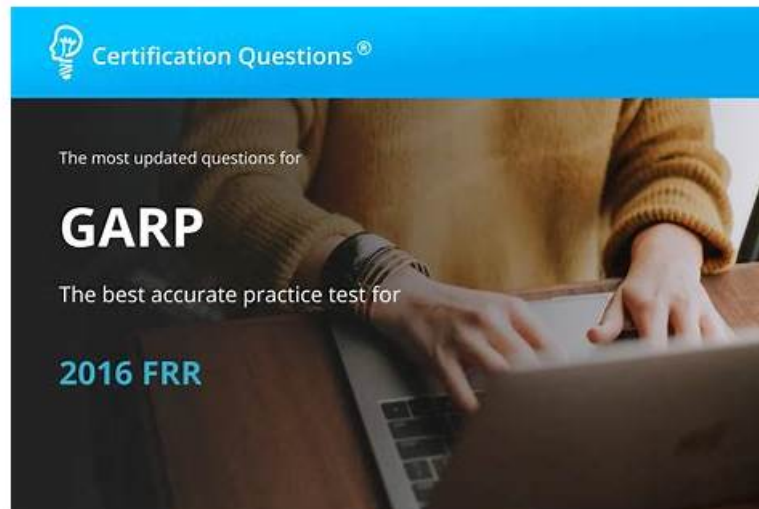 Certification Questions®
The most updated questions for
GARP
The best accurate practice test for
2016 FRR